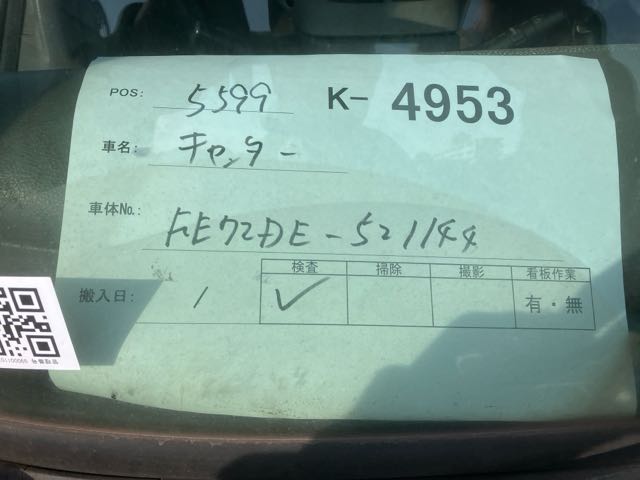 POS: 5599 K-4953
車名: キャンター
車体No.: FE72DE-521144
搬入日: 1
検査 掃除 撮影 看板作業
✓ 有・無